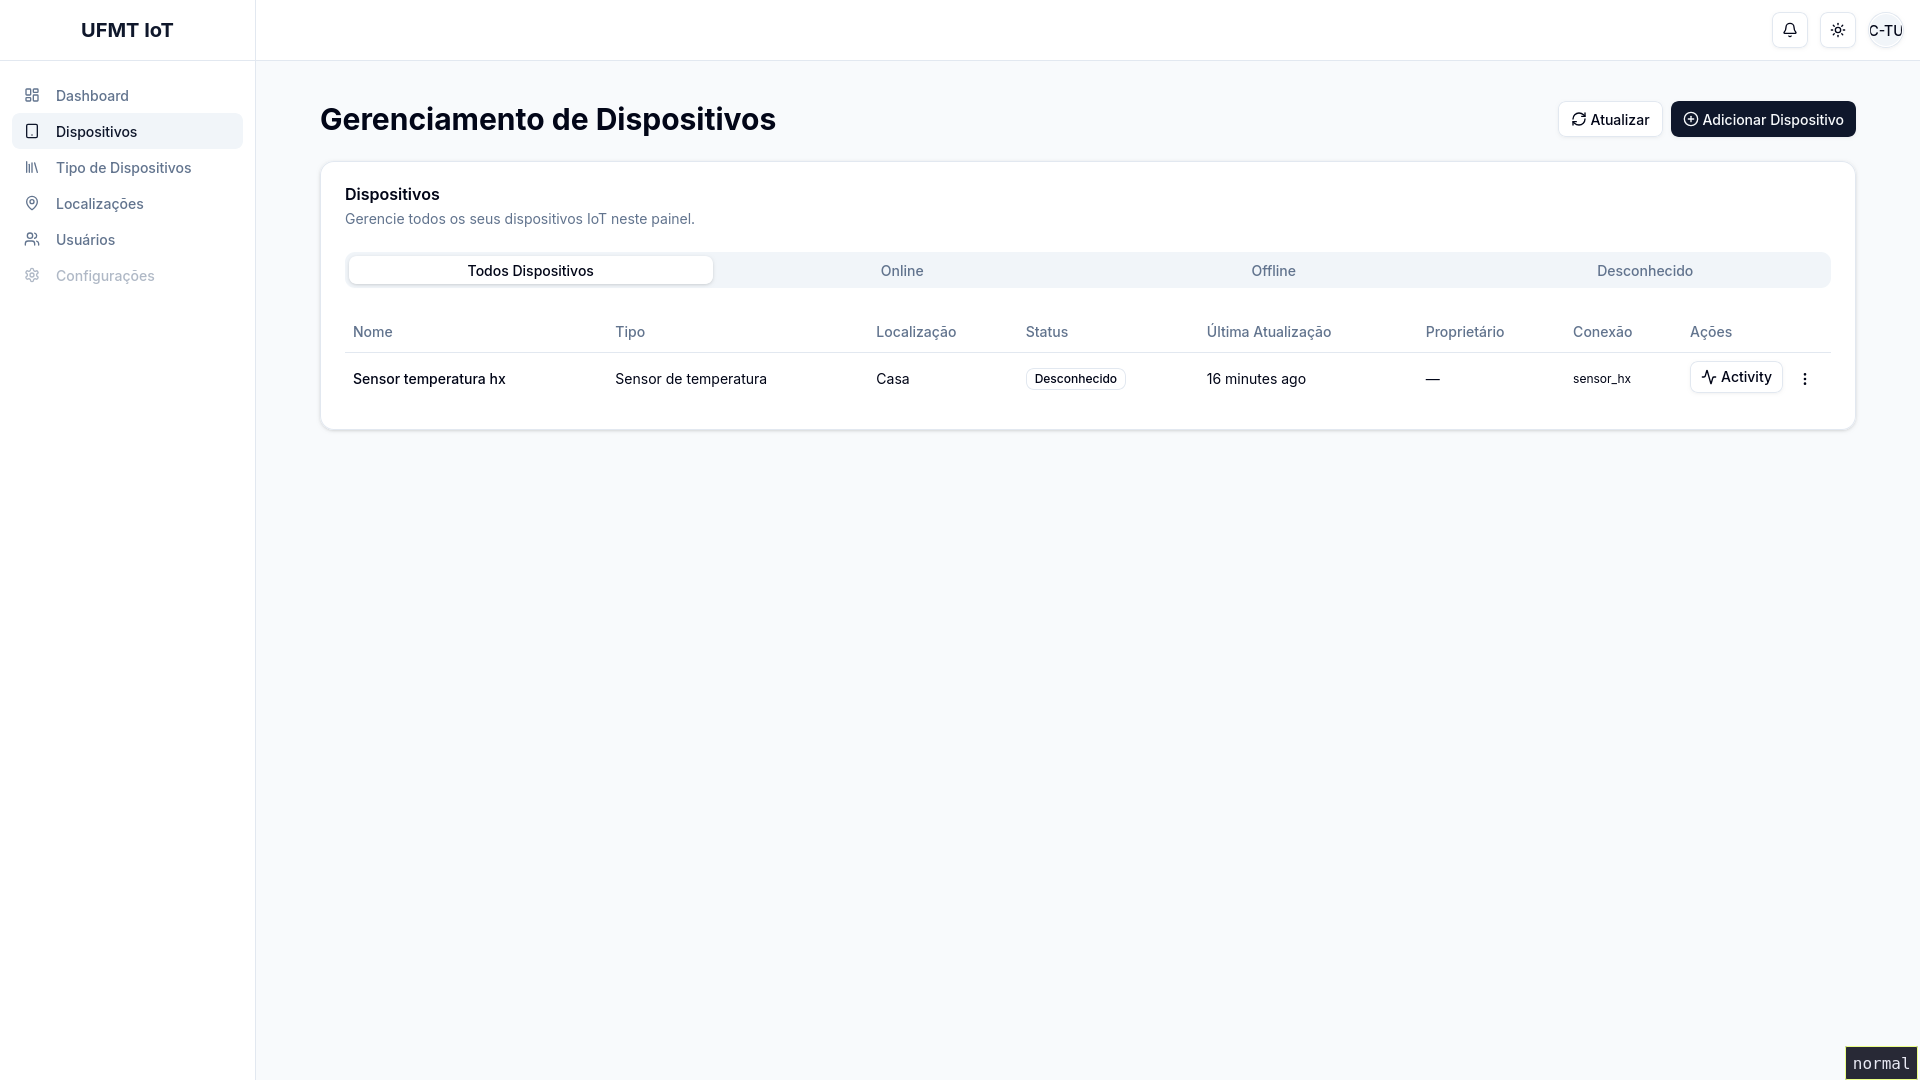 UFMT IoT
C-TU
Dashboard
Dispositivos
Tipo de Dispositivos
Localizações
Usuários
Configurações
Gerenciamento de Dispositivos
Atualizar
Adicionar Dispositivo
Dispositivos
Gerencie todos os seus dispositivos IoT neste painel.
Todos Dispositivos Online Offline Desconhecido
Nome Tipo Localização Status Última Atualização Proprietário Conexão Ações
Sensor temperatura hx Sensor de temperatura Casa Desconhecido 16 minutes ago — sensor_hx Activity
normal